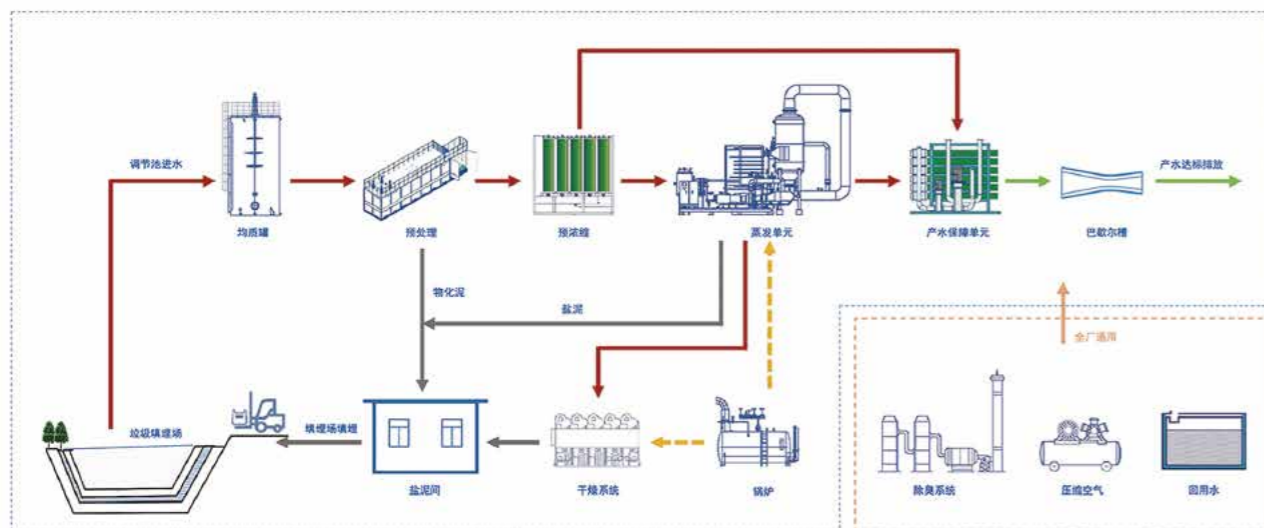 调节池进水
均质罐
预处理
预浓缩
蒸发单元
产水保障单元
巴歇尔槽
产水达标排放
物化泥
盐泥
全厂通用
垃圾填埋场
填埋场填埋
盐泥间
干燥系统
锅炉
除臭系统
压缩空气
回用水